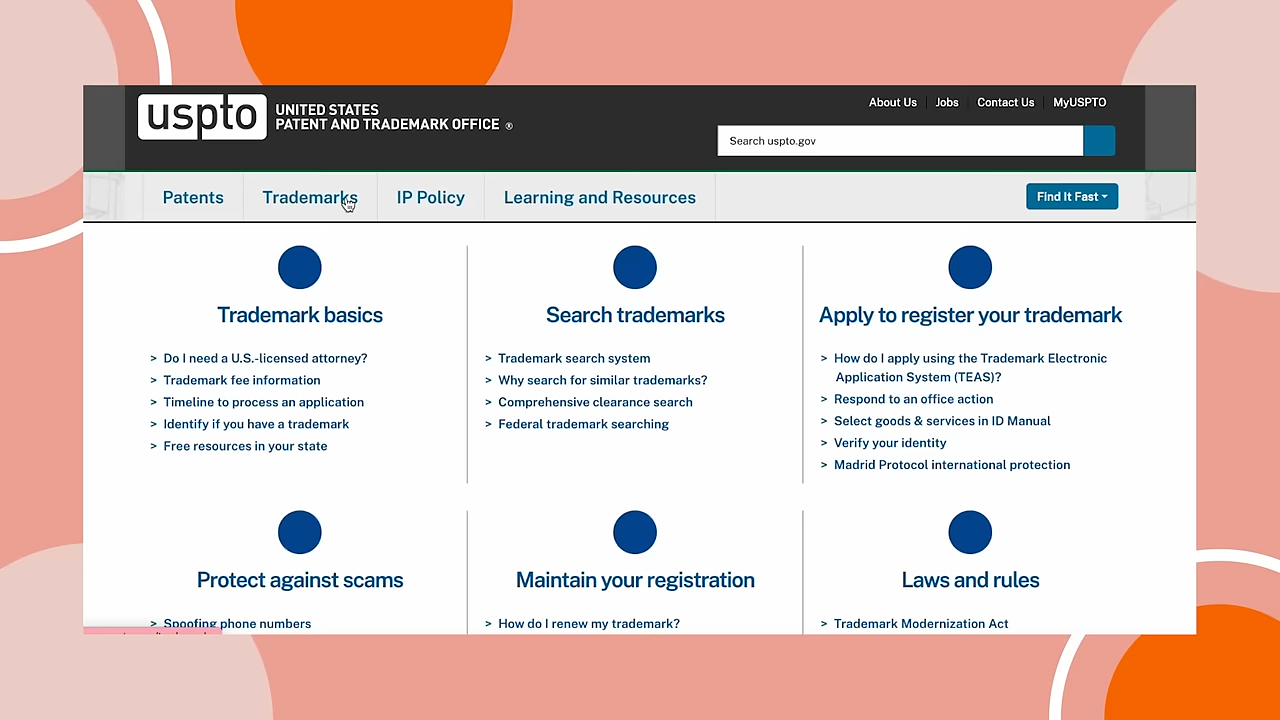 uspto
UNITED STATES
PATENT AND TRADEMARK OFFICE ®
About Us
Jobs
Contact Us
MyUSPTO
Search uspto.gov
Patents
Trademarks
IP Policy
Learning and Resources
Find It Fast
Trademark basics
> Do I need a U.S.-licensed attorney?
> Trademark fee information
> Timeline to process an application
> Identify if you have a trademark
> Free resources in your state
Search trademarks
> Trademark search system
> Why search for similar trademarks?
> Comprehensive clearance search
> Federal trademark searching
Apply to register your trademark
> How do I apply using the Trademark Electronic
Application System (TEAS)?
> Respond to an office action
> Select goods & services in ID Manual
> Verify your identity
> Madrid Protocol international protection
Protect against scams
> Spoofing phone numbers
Maintain your registration
> How do I renew my trademark?
Laws and rules
> Trademark Modernization Act